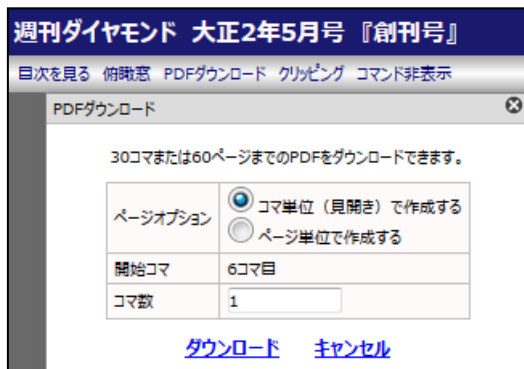 週刊ダイヤモンド 大正2年5月号 『創刊号』
目次を見る 俯瞰窓 PDFダウンロード クリッピング コマンド非表示
PDFダウンロード
30コマまたは60ページまでのPDFをダウンロードできます。
ページオプション
コマ単位（見開き）で作成する
ページ単位で作成する
開始コマ 6コマ目
コマ数 1
ダウンロード キャンセル